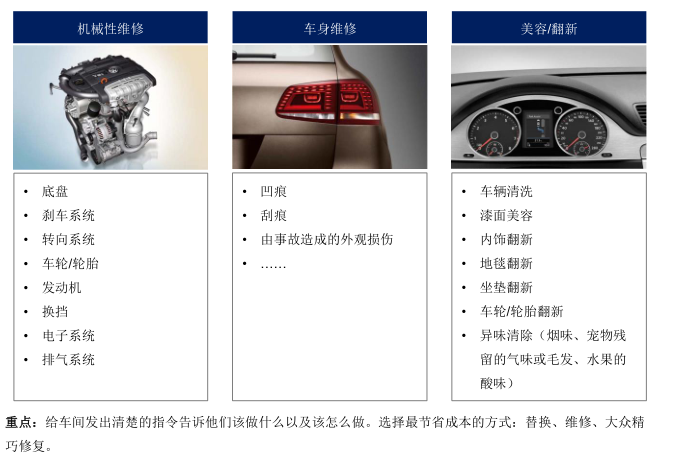 机械性维修
车身维修
美容/翻新
• 底盘
• 刹车系统
• 转向系统
• 车轮/轮胎
• 发动机
• 换挡
• 电子系统
• 排气系统
• 凹痕
• 刮痕
• 由事故造成的外观损伤
• ……
• 车辆清洗
• 漆面美容
• 内饰翻新
• 地毯翻新
• 坐垫翻新
• 车轮/轮胎翻新
• 异味清除（烟味、宠物残
留的气味或毛发、水果的
酸味）
重点：给车间发出清楚的指令告诉他们该做什么以及该怎么做。选择最节省成本的方式：替换、维修、大众精
巧修复。